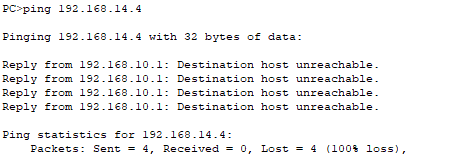 PC>ping 192.168.14.4
Pinging 192.168.14.4 with 32 bytes of data:
Reply from 192.168.10.1: Destination host unreachable.
Reply from 192.168.10.1: Destination host unreachable.
Reply from 192.168.10.1: Destination host unreachable.
Reply from 192.168.10.1: Destination host unreachable.
Ping statistics for 192.168.14.4:
Packets: Sent = 4, Received = 0, Lost = 4 (100% loss),